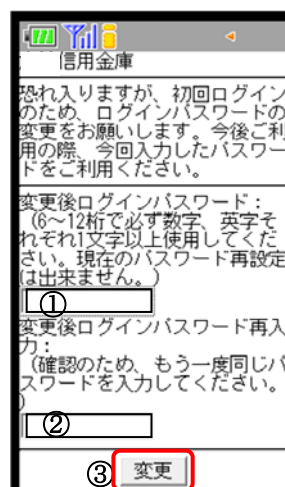 信用金庫
恐れ入りますが、初回ログイン
のため、ログインパスワードの
変更をお願いします。今後ご利
用の際、今回入力したパスワー
ドをご利用ください。
変更後ログインパスワード：
（6～12桁で必ず数字、英字そ
れぞれ1文字以上使用してくだ
さい。現在のパスワード再設定
は出来ません。）
①
変更後ログインパスワード再入
力：
（確認のため、もう一度同じパ
スワードを入力してください。
）
②
③ 変更